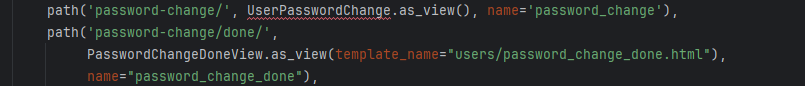 path('password-change/', UserPasswordChange.as_view(), name='password_change'),
path('password-change/done/',
PasswordChangeDoneView.as_view(template_name="users/password_change_done.html"),
name="password_change_done"),